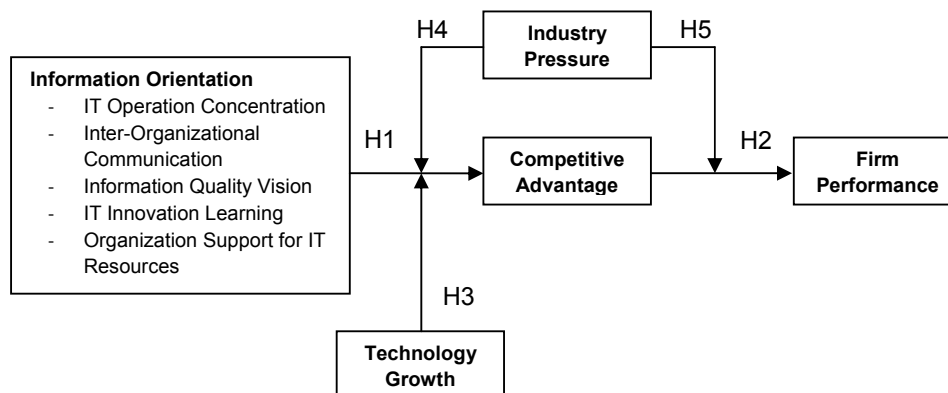 H4
Industry
Pressure
H5
Information Orientation
- IT Operation Concentration
- Inter-Organizational
Communication
- Information Quality Vision
- IT Innovation Learning
- Organization Support for IT
Resources
H1
Competitive
Advantage
H2
Firm
Performance
H3
Technology
Growth